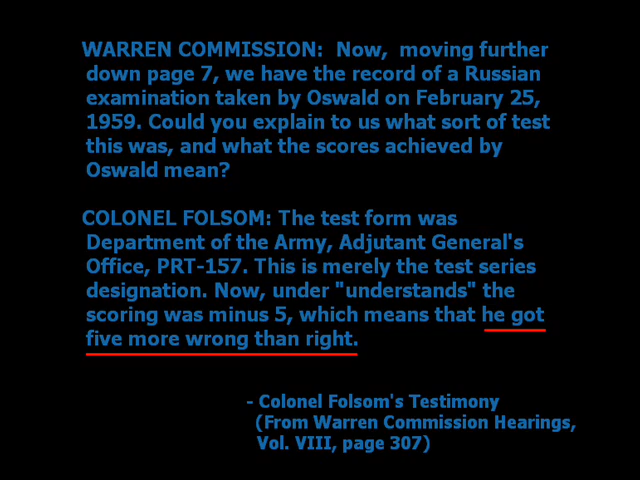 WARREN COMMISSION: Now, moving further
down page 7, we have the record of a Russian
examination taken by Oswald on February 25,
1959. Could you explain to us what sort of test
this was, and what the scores achieved by
Oswald mean?
COLONEL FOLSOM: The test form was
Department of the Army, Adjutant General's
Office, PRT-157. This is merely the test series
designation. Now, under "understands" the
scoring was minus 5, which means that he got
five more wrong than right.
- Colonel Folsom's Testimony
(From Warren Commission Hearings,
Vol. VIII, page 307)